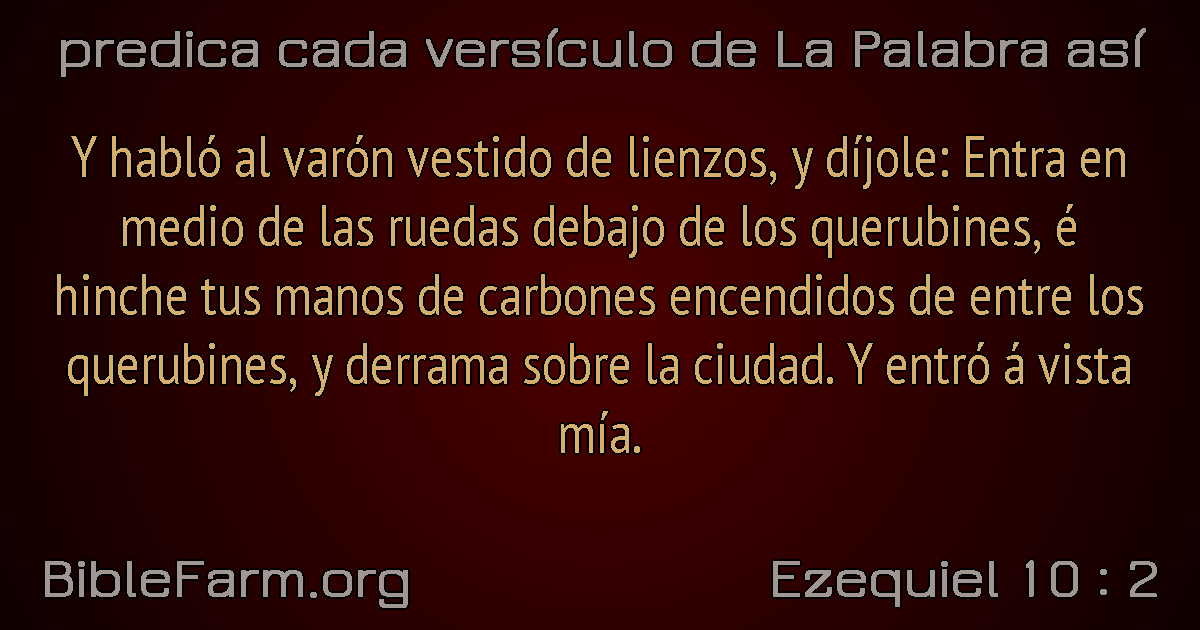 predica cada versículo de La Palabra así
Y habló al varón vestido de lienzos, y díjole: Entra en
medio de las ruedas debajo de los querubines, é
hinche tus manos de carbones encendidos de entre los
querubines, y derrama sobre la ciudad. Y entró á vista
mía.
BibleFarm.org
Ezequiel 10 : 2